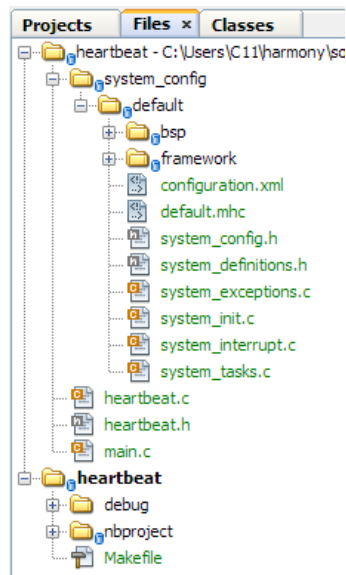 Projects Files × Classes
heartbeat - C:\Users\C11\harmony\so
system_config
default
bsp
framework
configuration.xml
default.mhc
system_config.h
system_definitions.h
system_exceptions.c
system_init.c
system_interrupt.c
system_tasks.c
heartbeat.c
heartbeat.h
main.c
heartbeat
debug
nbproject
Makefile